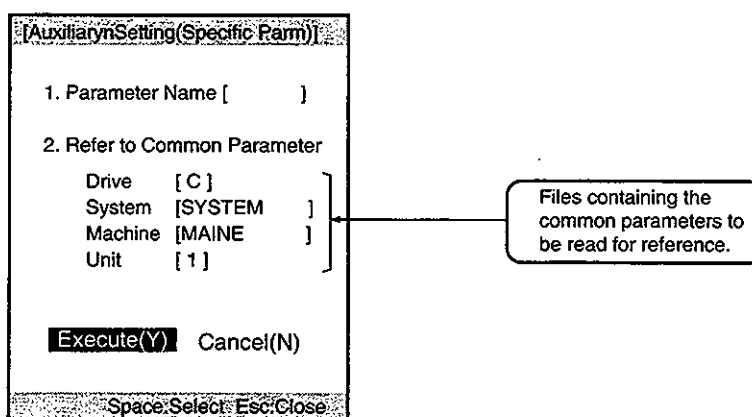 [AuxiliarynSetting(Specific Parm)]
1. Parameter Name [ ]
2. Refer to Common Parameter
Drive [ C ]
System [SYSTEM ]
Machine [MAINE ]
Unit [ 1 ]
Files containing the
common parameters to
be read for reference.
Execute(Y) Cancel(N)
Space:Select Esc:Close